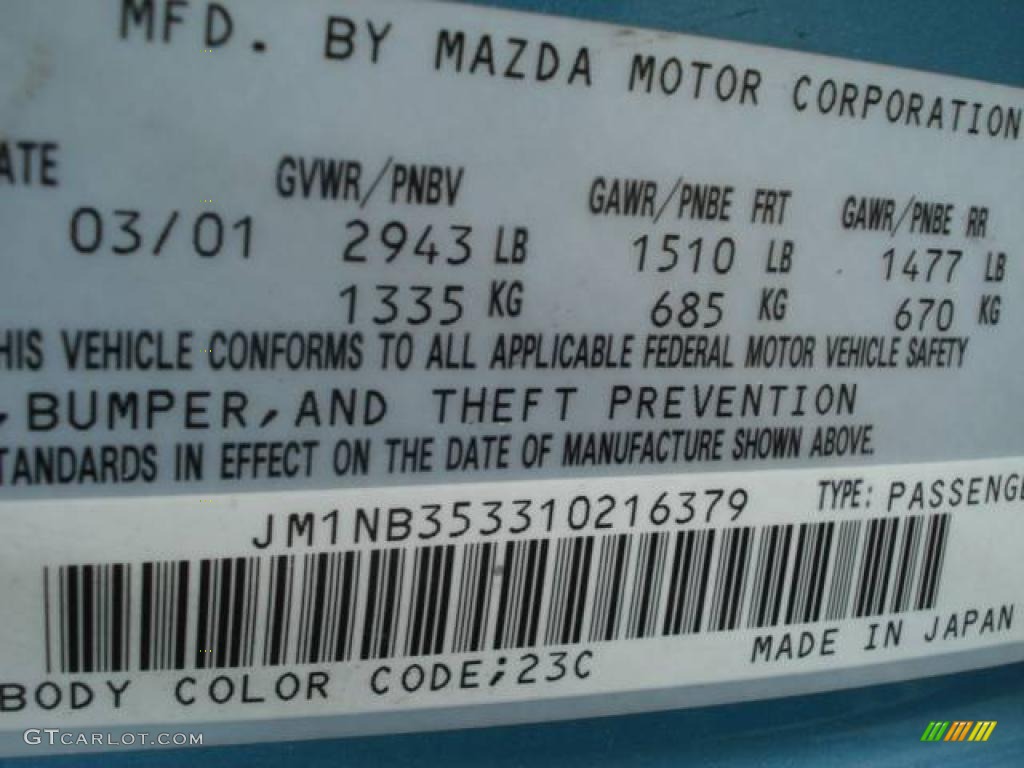 MFD. BY MAZDA MOTOR CORPORATION
ATE GVWR/PNBV GAWR/PNBE FRT GAWR/PNBE RR
03/01 2943 LB 1510 LB 1477 LB
1335 KG 685 KG 670 KG
HIS VEHICLE CONFORMS TO ALL APPLICABLE FEDERAL MOTOR VEHICLE SAFETY
, BUMPER, AND THEFT PREVENTION
TANDARDS IN EFFECT ON THE DATE OF MANUFACTURE SHOWN ABOVE.
JM1NB353310216379 TYPE: PASSENGE
MADE IN JAPAN
BODY COLOR CODE;23C
GTCARLOT.COM